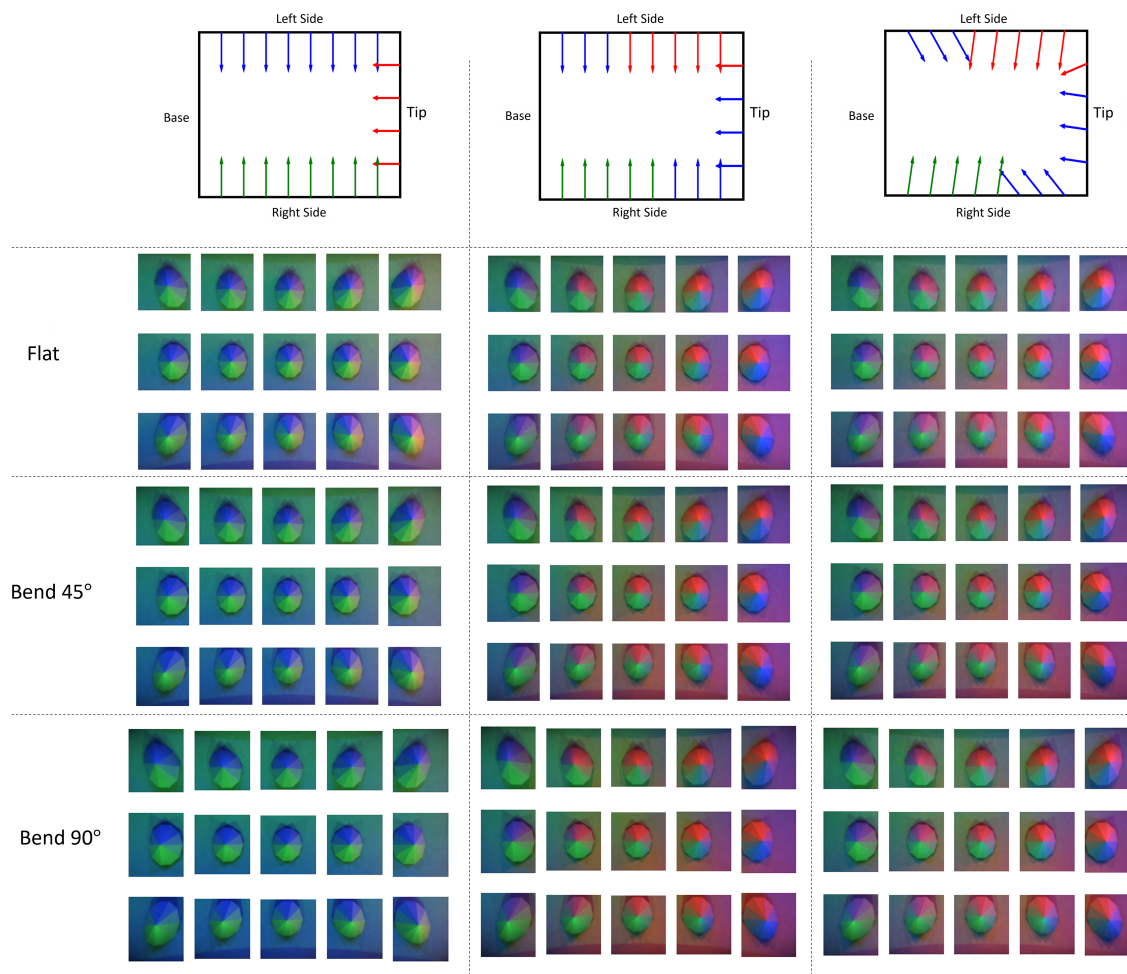 Left Side
Base
Tip
Right Side
Left Side
Base
Tip
Right Side
Left Side
Base
Tip
Right Side
Flat
Bend 45°
Bend 90°